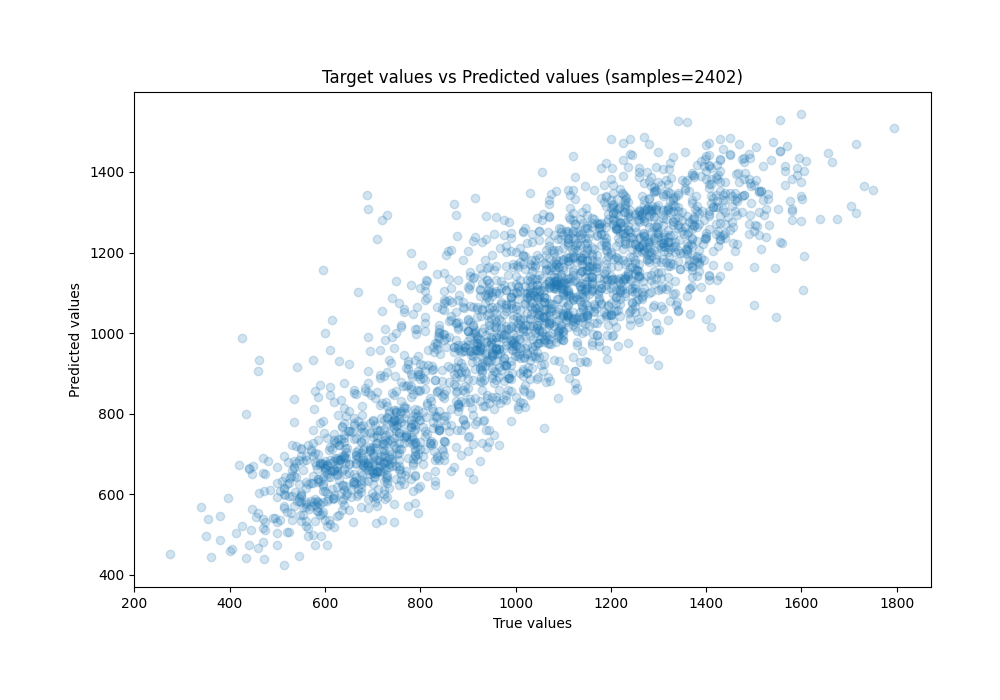 Target values vs Predicted values (samples=2402)
Predicted values
1400
1200
1000
800
600
400
200 400 600 800 1000 1200 1400 1600 1800
True values